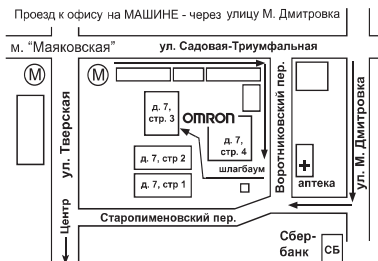 Проезд к офису на МАШИНЕ - через улицу М. Дмитровка
м. “Маяковская”
ул. Садовая-Триумфальная
М
М
ул. Тверская
Центр
д. 7,
стр. 3
OMRON
д. 7,
стр. 4
д. 7, стр 2
д. 7, стр 1
шлагбаум
Воротниковский пер.
аптека
ул. М. Дмитровка
Старопименовский пер.
Сбер-
банк
СБ